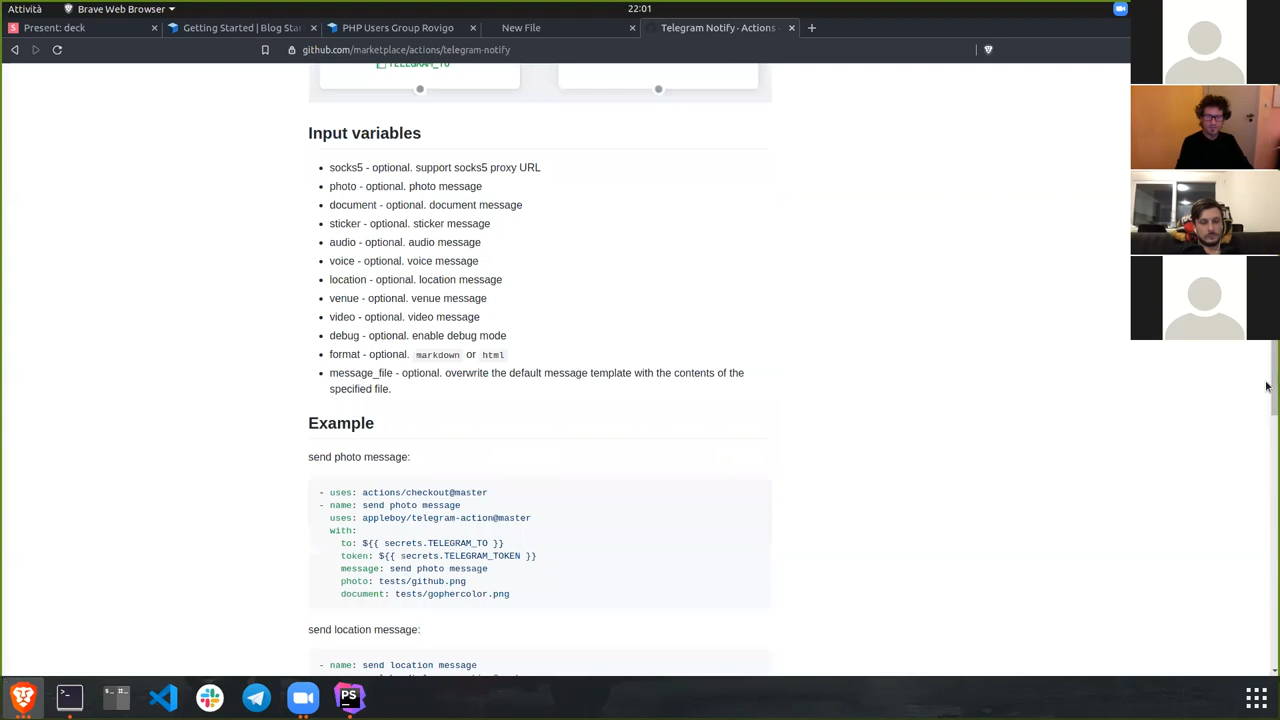 Attività
Brave Web Browser
22:01
Present: deck
Getting Started | Blog Star
PHP Users Group Rovigo
New File
Telegram Notify · Actions ·
github.com/marketplace/actions/telegram-notify
TELEGRAM_TO
Input variables
socks5 - optional. support socks5 proxy URL
photo - optional. photo message
document - optional. document message
sticker - optional. sticker message
audio - optional. audio message
voice - optional. voice message
location - optional. location message
venue - optional. venue message
video - optional. video message
debug - optional. enable debug mode
format - optional. markdown or html
message_file - optional. overwrite the default message template with the contents of the
specified file.
Example
send photo message:
- uses: actions/checkout@master
- name: send photo message
uses: appleboy/telegram-action@master
with:
to: ${{ secrets.TELEGRAM_TO }}
token: ${{ secrets.TELEGRAM_TOKEN }}
message: send photo message
photo: tests/github.png
document: tests/gophercolor.png
send location message:
- name: send location message
PS